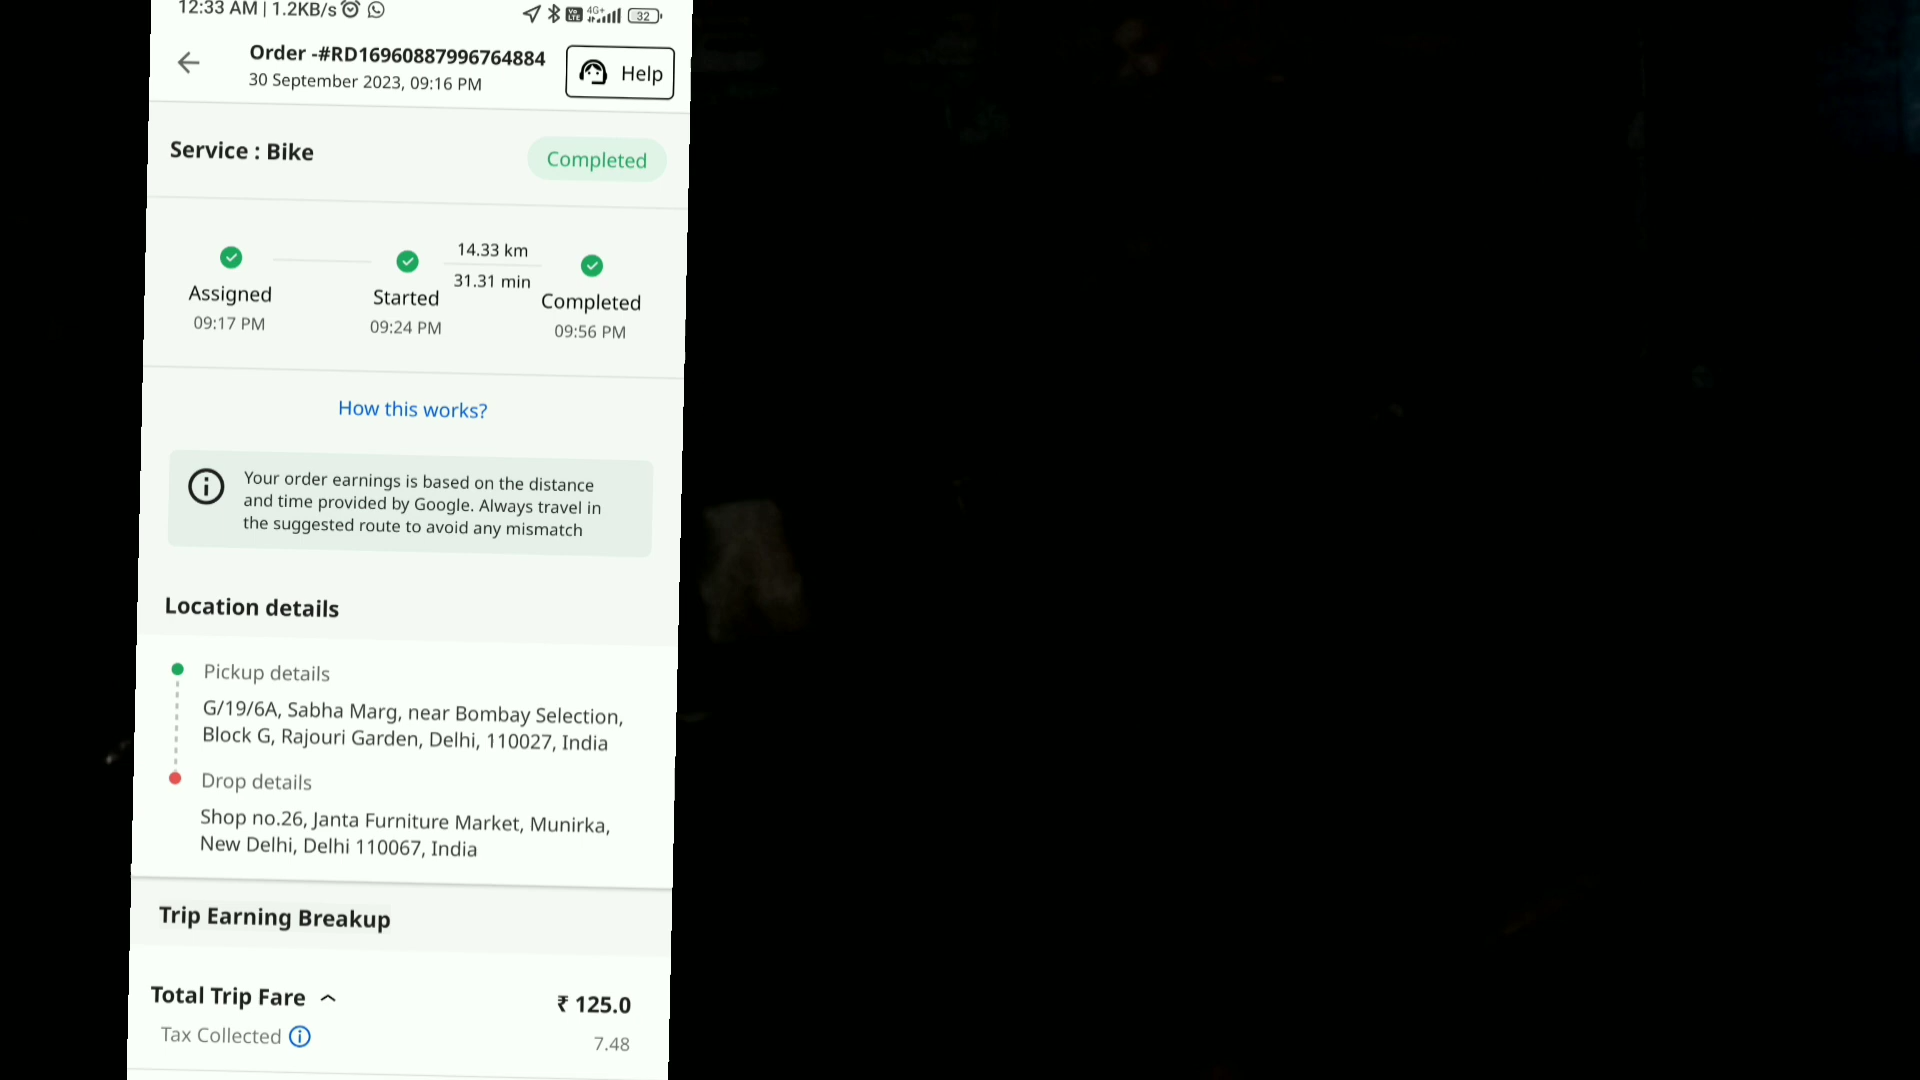 12:33 AM | 1.2KB/s
4G+
Vo LTE
32
Order -#RD16960887996764884
30 September 2023, 09:16 PM
Help
Service : Bike
Completed
14.33 km
31.31 min
Assigned
Started
Completed
09:17 PM
09:24 PM
09:56 PM
How this works?
Your order earnings is based on the distance
and time provided by Google. Always travel in
the suggested route to avoid any mismatch
Location details
Pickup details
G/19/6A, Sabha Marg, near Bombay Selection,
Block G, Rajouri Garden, Delhi, 110027, India
Drop details
Shop no.26, Janta Furniture Market, Munirka,
New Delhi, Delhi 110067, India
Trip Earning Breakup
Total Trip Fare
₹ 125.0
Tax Collected
7.48